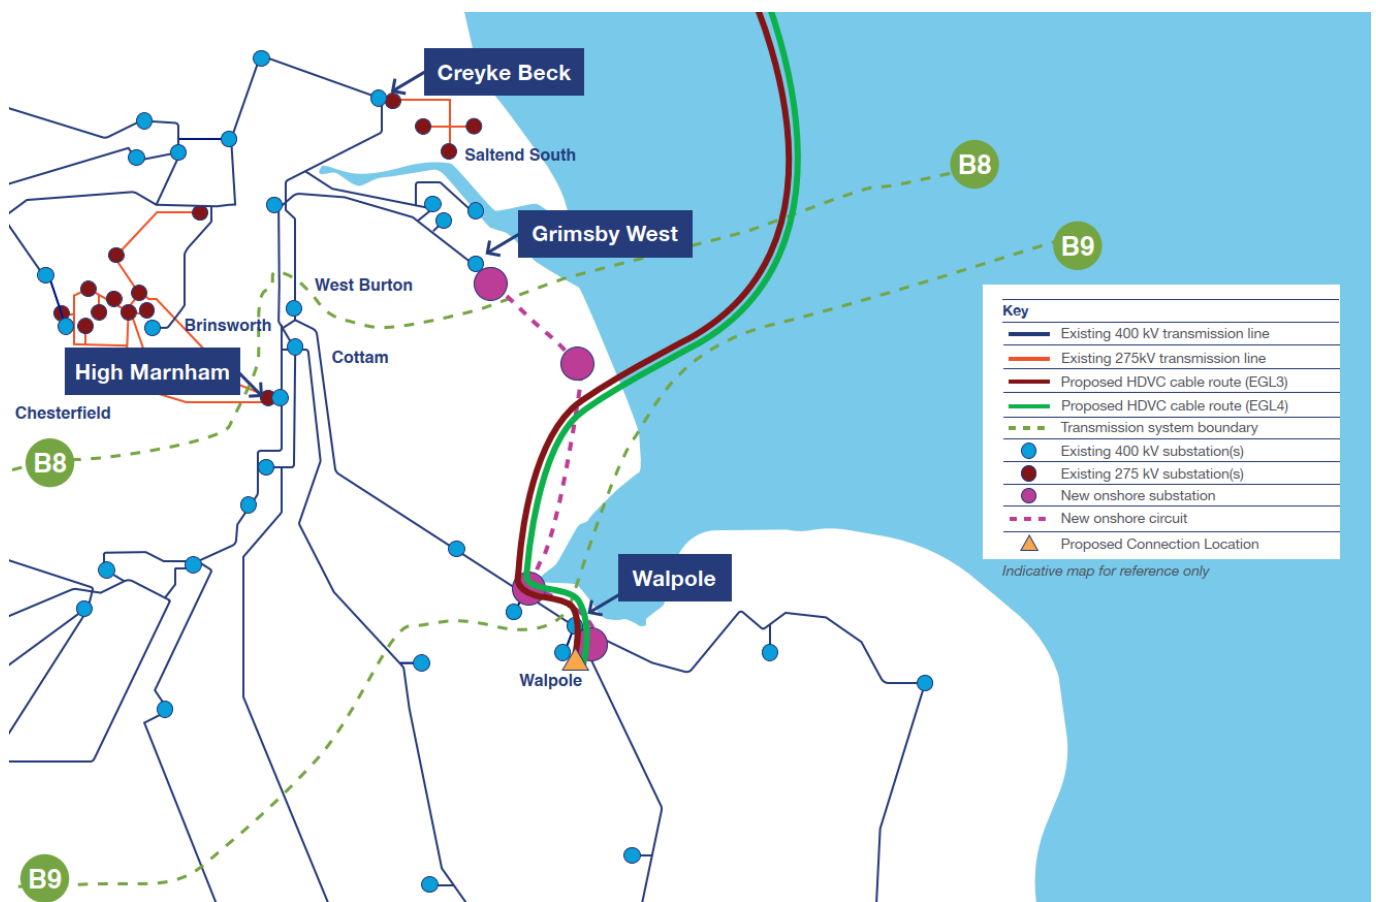 Creyke Beck
Saltend South
B8
Grimsby West
B9
West Burton
Brinsworth
Cottam
High Marnham
Chesterfield
B8
Key
Existing 400 kV transmission line
Existing 275kV transmission line
Proposed HDVC cable route (EGL3)
Proposed HDVC cable route (EGL4)
Transmission system boundary
Existing 400 kV substation(s)
Existing 275 kV substation(s)
New onshore substation
New onshore circuit
Proposed Connection Location
Indicative map for reference only
Walpole
Walpole
B9